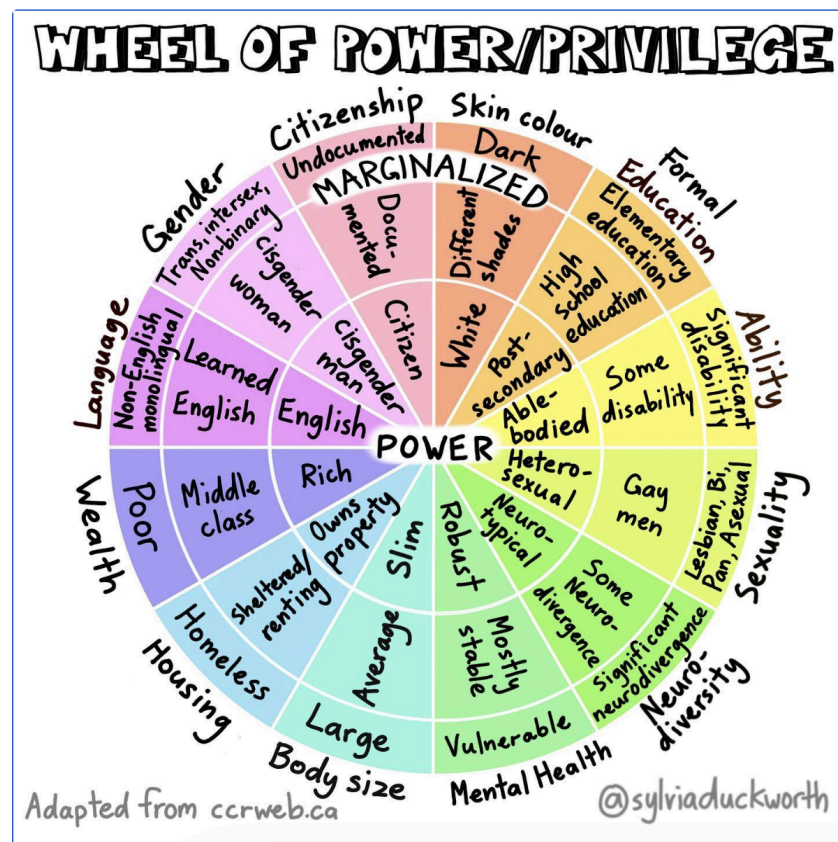 WHEEL OF POWER/PRIVILEGE
Citizenship
Undocumented
Docu-
mented
Citizen
Skin colour
Dark
Different
shades
White
Formal
Education
Elementary
education
High
school
education
Post-
secondary
Ability
Significant
disability
Some
disability
Able-
bodied
Sexuality
Lesbian, Bi,
Pan, Asexual
Gay
men
Hetero-
sexual
Neuro-
diversity
Significant
neurodivergence
Some
Neuro-
divergence
Neuro-
typical
Mental Health
Vulnerable
Mostly
stable
Robust
Body size
Large
Average
Slim
Housing
Homeless
Sheltered/
renting
Owns
property
Wealth
Poor
Middle
class
Rich
Language
Non-English
monolingual
Learned
English
English
Gender
Trans, intersex,
Non-binary
cisgender
woman
cisgender
man
MARGINALIZED
POWER
Adapted from ccrweb.ca
@sylviaduckworth